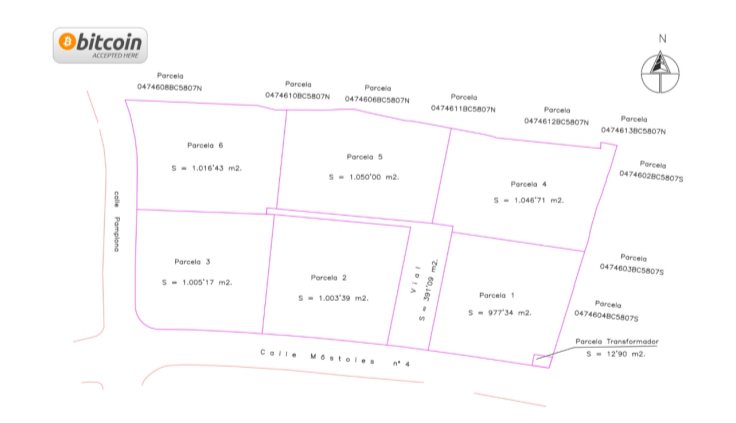 bitcoin
ACCEPTED HERE
N
Parcela
0474608BC5807N
Parcela
0474610BC5807N
Parcela
0474606BC5807N
Parcela
0474611BC5807N
Parcela
0474612BC5807N
Parcela
0474613BC5807N
Parcela
0474602BC5807S
Parcela 6
S = 1.016'43 m2.
Parcela 5
S = 1.050'00 m2.
Parcela 4
S = 1.046'71 m2.
calle Pamplona
Parcela 3
S = 1.005'17 m2.
Parcela 2
S = 1.003'39 m2.
Vial
S = 391'09 m2.
Parcela 1
S = 977'34 m2.
Parcela
0474603BC5807S
Parcela
0474604BC5807S
Parcela Transformador
S = 12'90 m2.
Calle Móstoles nº 4